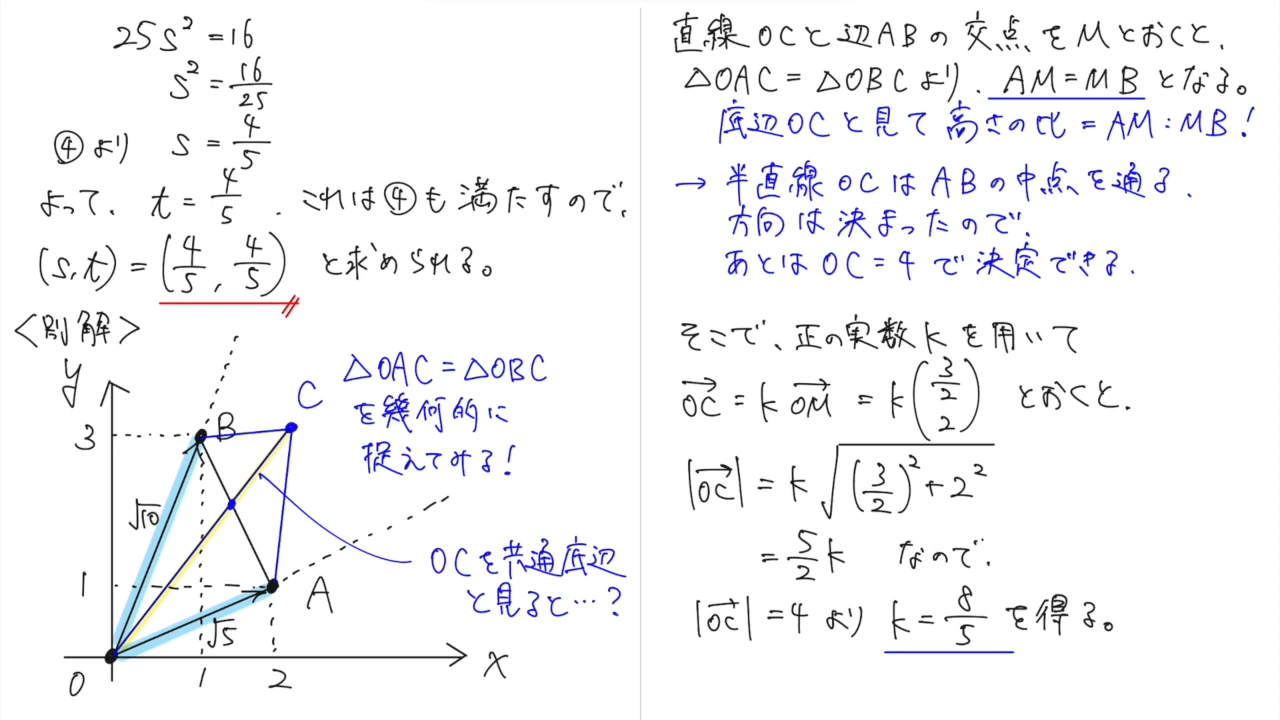 25s² = 16
s² = 16/25
④より s = 4/5
よって、t = 4/5 . これは④も満たすので、
(s, t) = (4/5, 4/5) と求められる。
<別解>
y
3
1
O
1
2
x
√10
√5
A
B
C
△OAC = △OBC
を幾何的に
捉えてみる!
OCを共通底辺
と見ると…?
直線OCと辺ABの交点をMとおくと、
△OAC = △OBCより、AM = MBとなる。
底辺OCと見て高さの比 = AM : MB!
→ 半直線OCはABの中点を通る.
方向は決まったので、
あとはOC = 4で決定できる.
そこで、正の実数kを用いて
OC→ = k OM→ = k (3/2 2) とおくと、
|OC→| = k √((3/2)² + 2²)
= 5/2 k なので、
|OC→| = 4より k = 8/5 を得る。